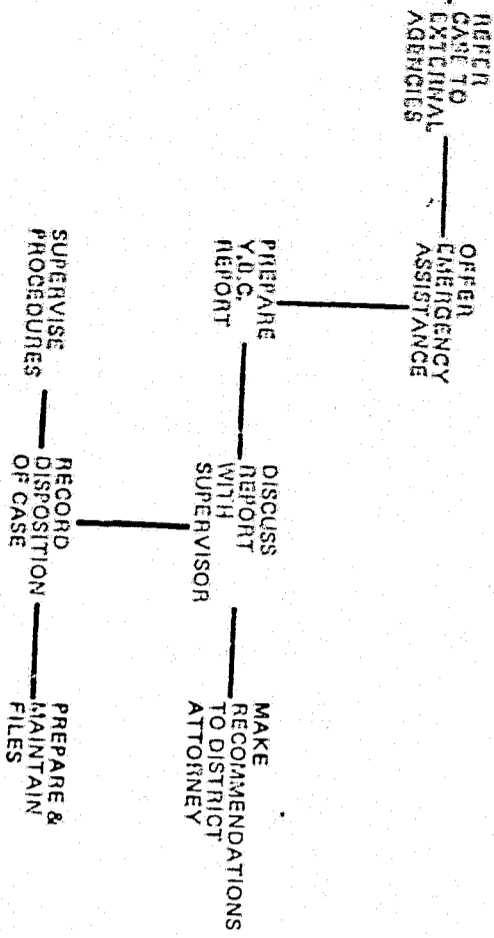 REFER
CASE TO
EXTERNAL
AGENCIES
OFFER
EMERGENCY
ASSISTANCE
PREPARE
Y.D.C.
REPORT
DISCUSS
REPORT
WITH
SUPERVISOR
MAKE
RECOMMENDATIONS
TO DISTRICT
ATTORNEY
SUPERVISE
PROCEDURES
RECORD
DISPOSITION
OF CASE
PREPARE &
MAINTAIN
FILES